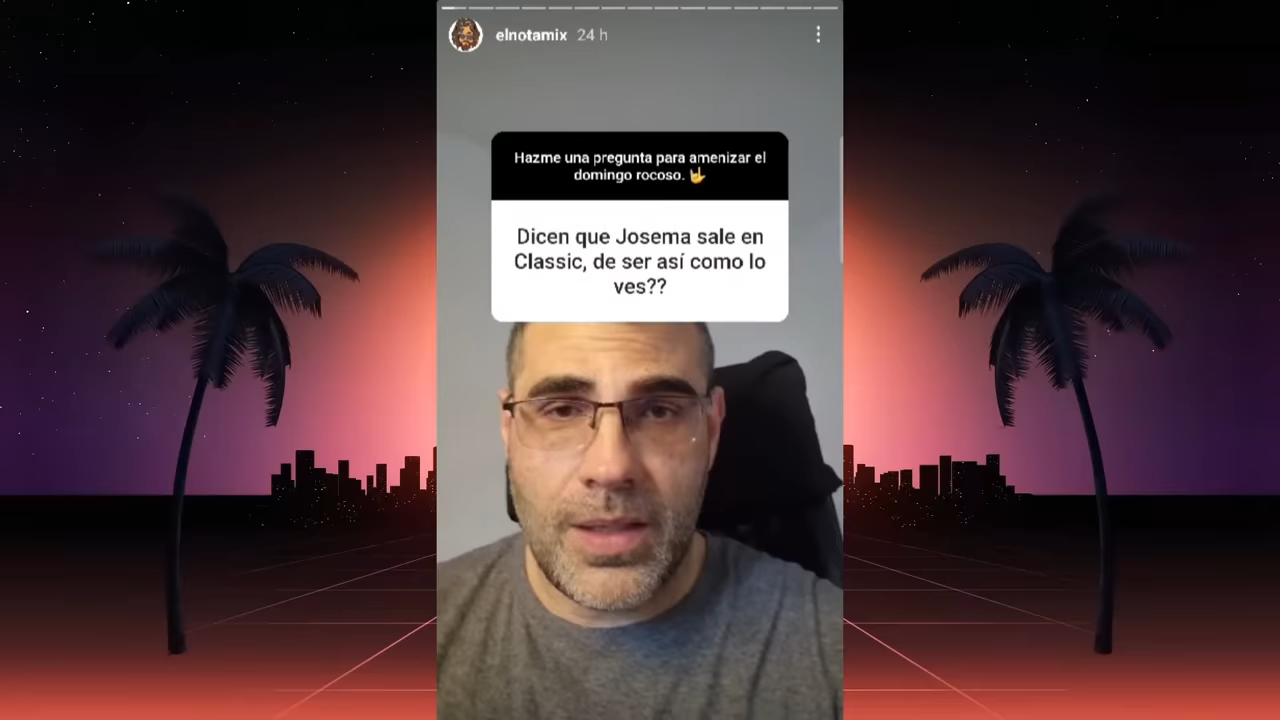 elnotamix 24 h
Hazme una pregunta para amenizar el
domingo rocoso. 🤟
Dicen que Josema sale en
Classic, de ser así como lo
ves??